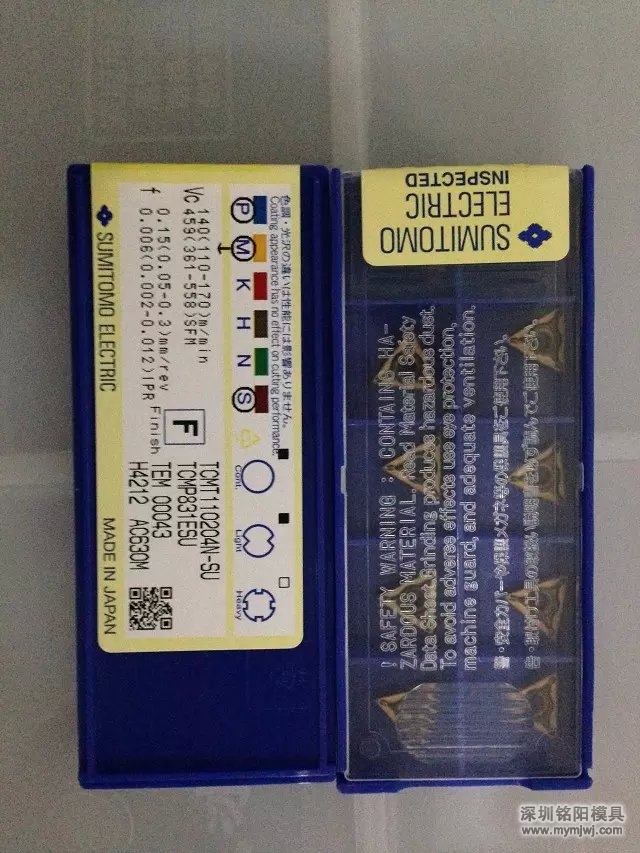 色調・光沢の違いは性能には影響ありません。
Coating appearance has no effect on cutting performance.
P M K H N S
Cont. Light Heavy
Vc 140(110-170)m/min
459(361-558)SFM
f 0.15(0.05-0.3)mm/rev
0.006(0.002-0.012)IPR
Finish
F
TCMT110204N-SU
TCMP831ESU
TEM 00043
H4212 AC630M
SUMITOMO ELECTRIC
MADE IN JAPAN
SUMITOMO
ELECTRIC
INSPECTED
! SAFETY WARNING : CONTAINS HA-
ZARDOUS MATERIAL. Read Material Safety
Data Sheet. Grinding produces hazardous dust.
To avoid adverse effects use eye protection,
machine guard, and adequate ventilation.
深圳铭阳模具
www.mymjwj.com